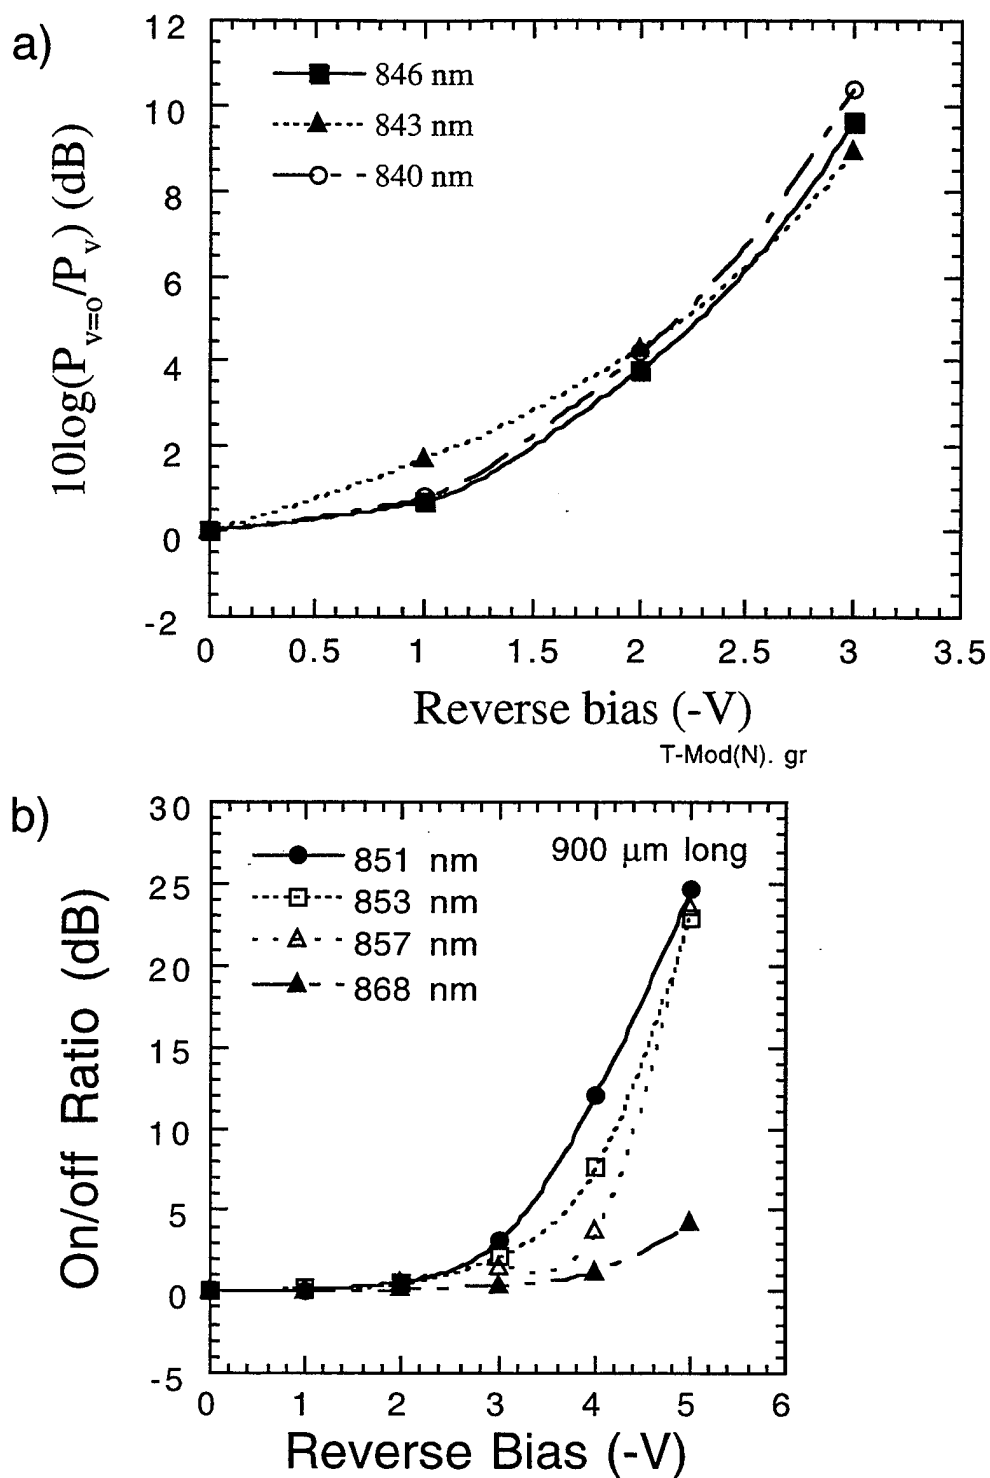 a)
12
10
8
6
4
2
0
-2
10log(P_v=o/P_v) (dB)
846 nm
843 nm
840 nm
0 0.5 1 1.5 2 2.5 3 3.5
Reverse bias (-V)
T-Mod(N). gr
b)
30
25
20
15
10
5
0
-5
On/off Ratio (dB)
900 µm long
851 nm
853 nm
857 nm
868 nm
0 1 2 3 4 5 6
Reverse Bias (-V)